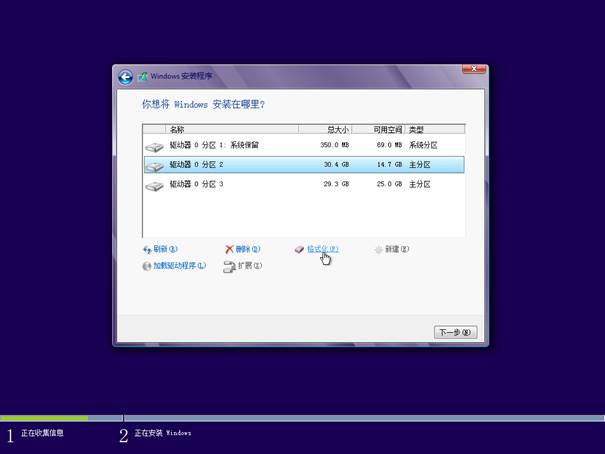 Windows 安装程序
你想将 Windows 安装在哪里?
名称 总大小 可用空间 类型
驱动器 0 分区 1: 系统保留 350.0 MB 69.0 MB 系统分区
驱动器 0 分区 2 30.4 GB 14.7 GB 主分区
驱动器 0 分区 3 29.3 GB 25.0 GB 主分区
刷新(R) 删除(D) 格式化(F) 新建(E)
加载驱动程序(L) 扩展(X)
下一步(N)
1 正在收集信息 2 正在安装 Windows